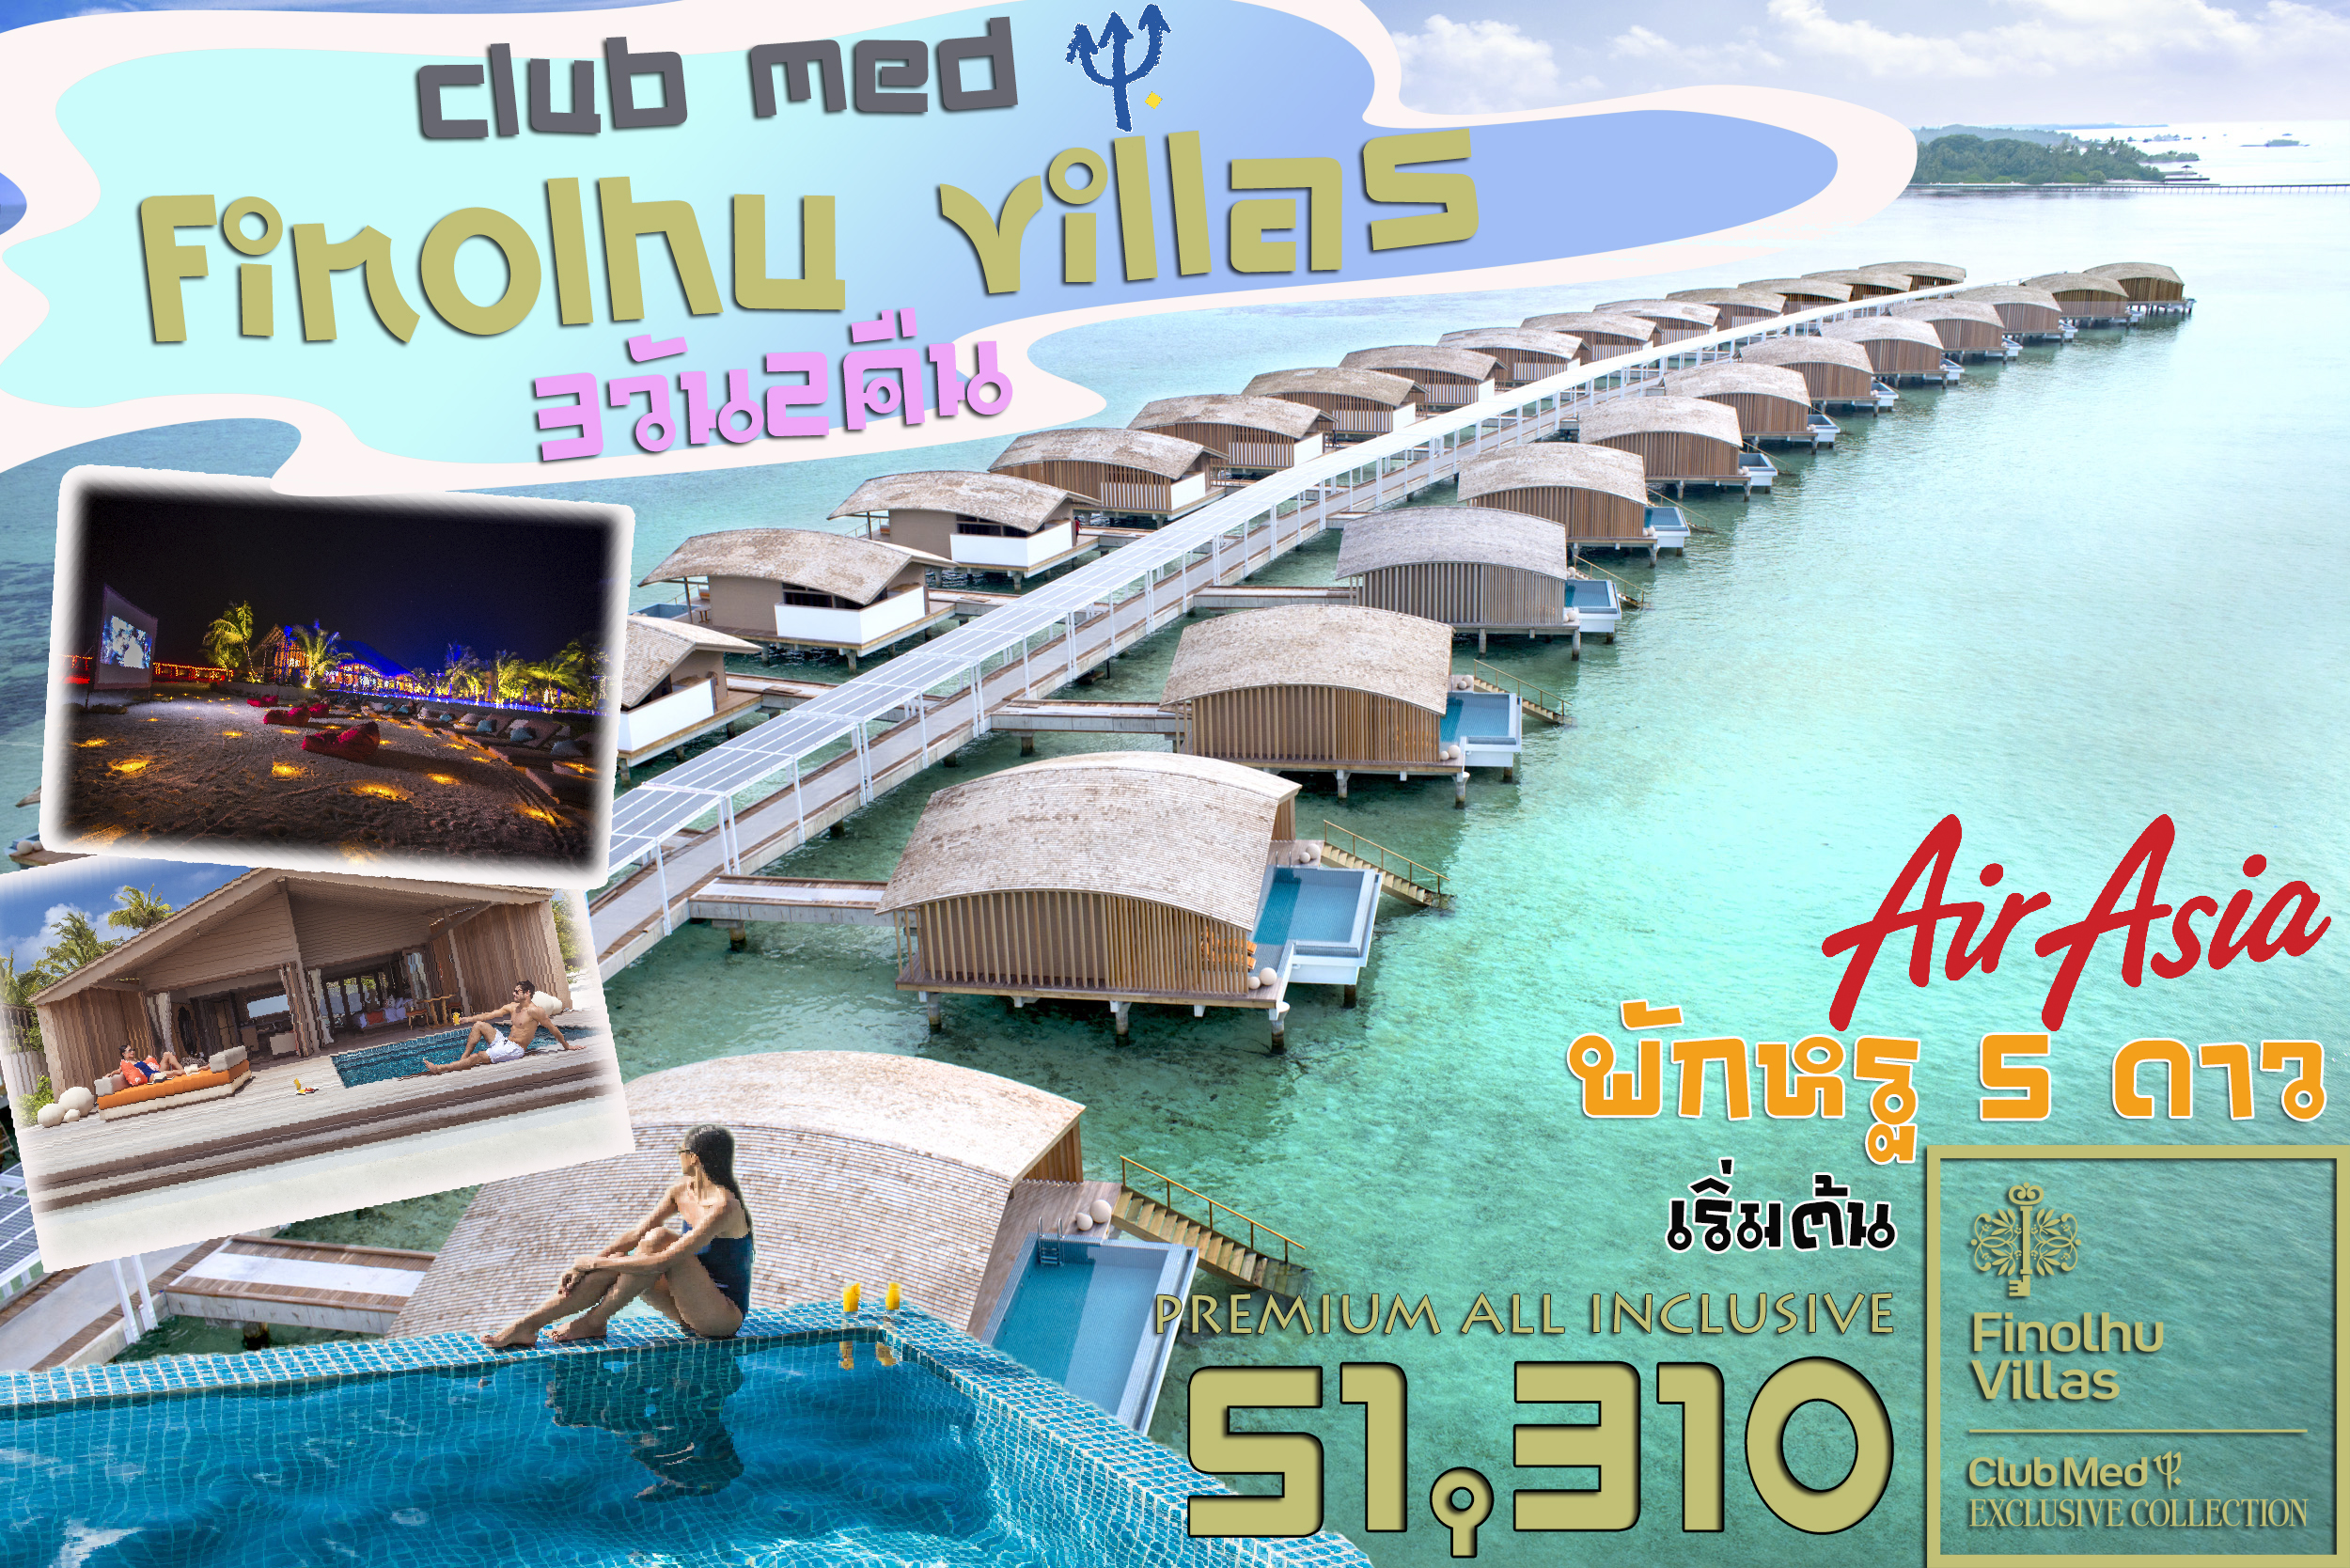 club med
Finolhu villas
3วัน2คืน
AirAsia
พักหรู 5 ดาว
เริ่มต้น
PREMIUM ALL INCLUSIVE
51,310
Finolhu
Villas
Club Med
EXCLUSIVE COLLECTION